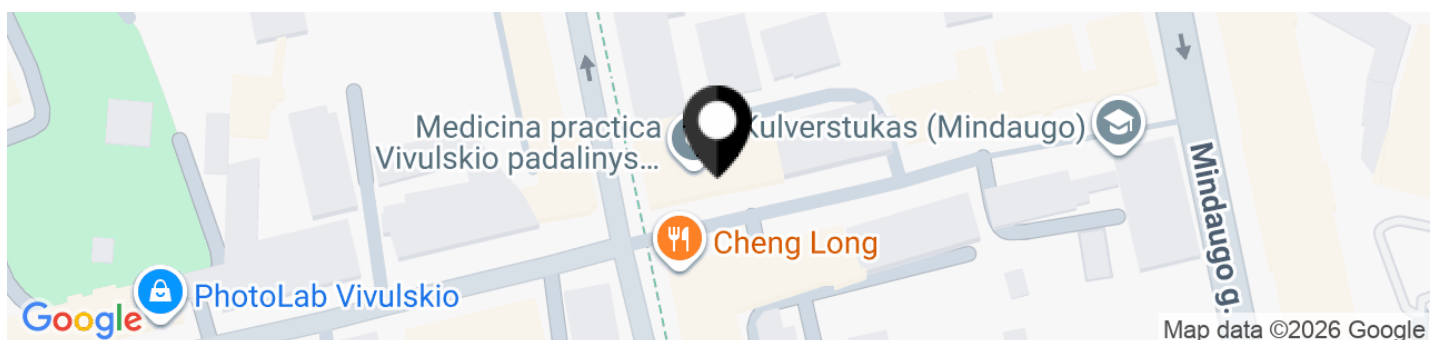 Medicina practica
Vivulskio padalinys...
Kulverstukas (Mindaugo)
Mindaugo g.
Cheng Long
PhotoLab Vivulskio
Google
Map data ©2026 Google